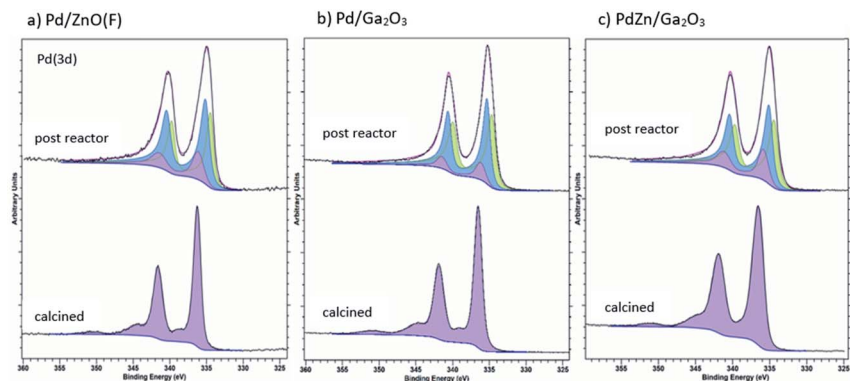 a) Pd/ZnO(F)
b) Pd/Ga₂O₃
c) PdZn/Ga₂O₃
Pd(3d)
post reactor
post reactor
post reactor
calcined
calcined
calcined
Arbitrary Units
Arbitrary Units
Arbitrary Units
360 355 350 345 340 335 330 325
360 355 350 345 340 335 330 325
355 350 345 340 335 330 325
Binding Energy (eV)
Binding Energy (eV)
Binding Energy (eV)